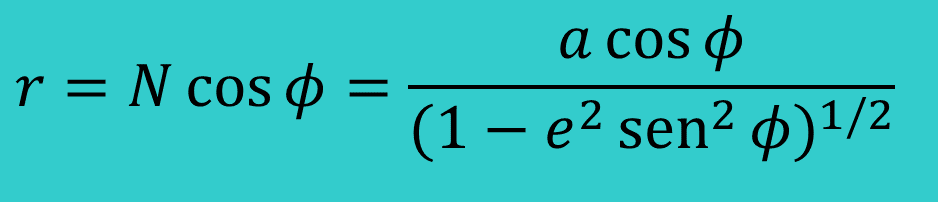 r = N cos ϕ = a cos ϕ / (1 − e² sen² ϕ)^{1/2}